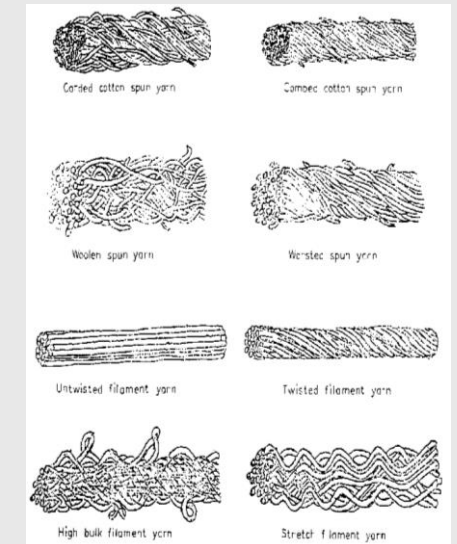 Carded cotton spun yarn
Combed cotton spun yarn
Woolen spun yarn
Worsted spun yarn
Untwisted filament yarn
Twisted filament yarn
High bulk filament yarn
Stretch filament yarn